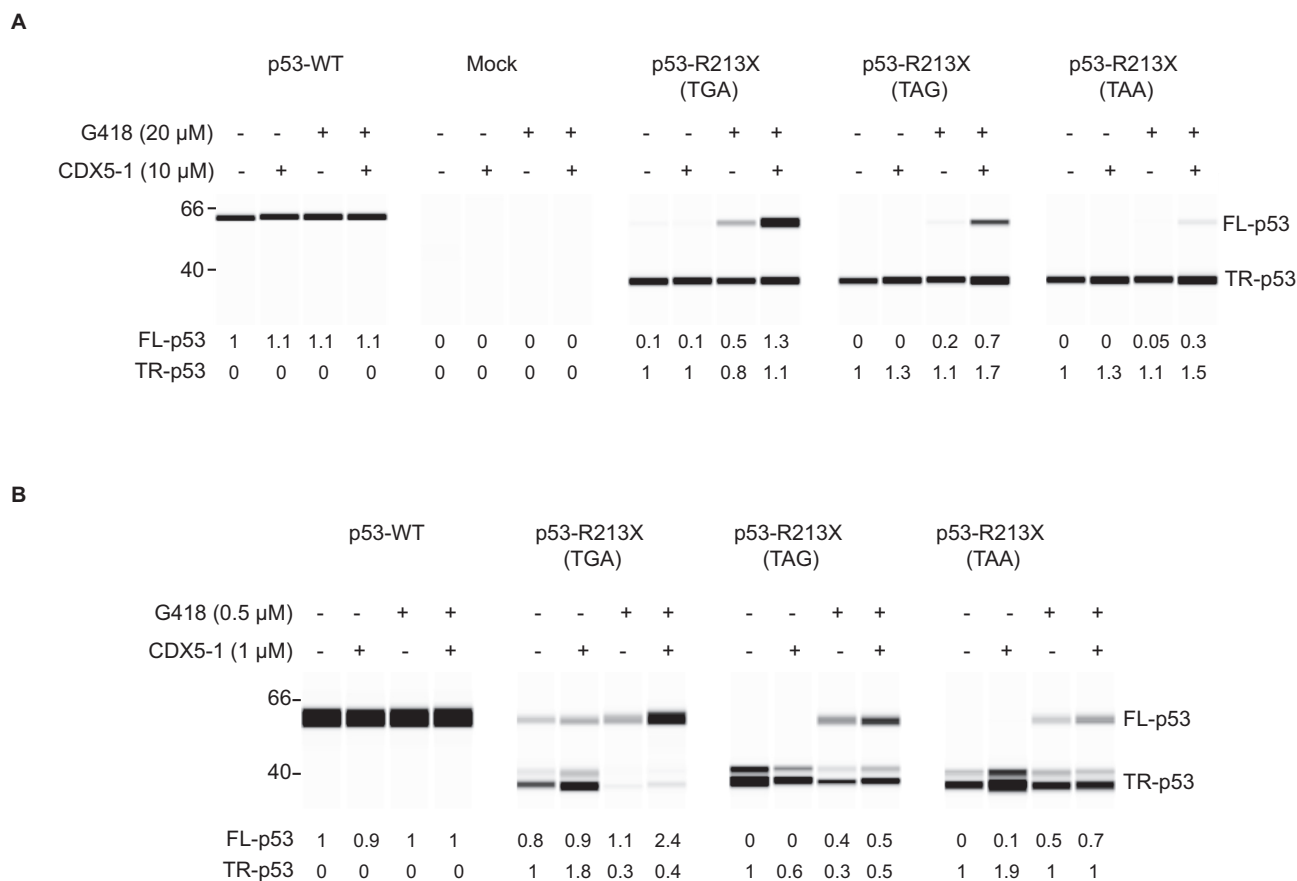 A
p53-WT Mock p53-R213X p53-R213X p53-R213X
(TGA) (TAG) (TAA)
G418 (20 µM) - - + + - - + + - - + + - - + + - - + +
CDX5-1 (10 µM) - + - + - + - + - + - + - + - + - + - +
66
FL-p53
40
TR-p53
FL-p53 1 1.1 1.1 1.1 0 0 0 0 0.1 0.1 0.5 1.3 0 0 0.2 0.7 0 0 0.05 0.3
TR-p53 0 0 0 0 0 0 0 0 1 1 0.8 1.1 1 1.3 1.1 1.7 1 1.3 1.1 1.5
B
p53-WT p53-R213X p53-R213X p53-R213X
(TGA) (TAG) (TAA)
G418 (0.5 µM) - - + + - - + + - - + + - - + +
CDX5-1 (1 µM) - + - + - + - + - + - + - + - +
66
FL-p53
40
TR-p53
FL-p53 1 0.9 1 1 0.8 0.9 1.1 2.4 0 0 0.4 0.5 0 0.1 0.5 0.7
TR-p53 0 0 0 0 1 1.8 0.3 0.4 1 0.6 0.3 0.5 1 1.9 1 1